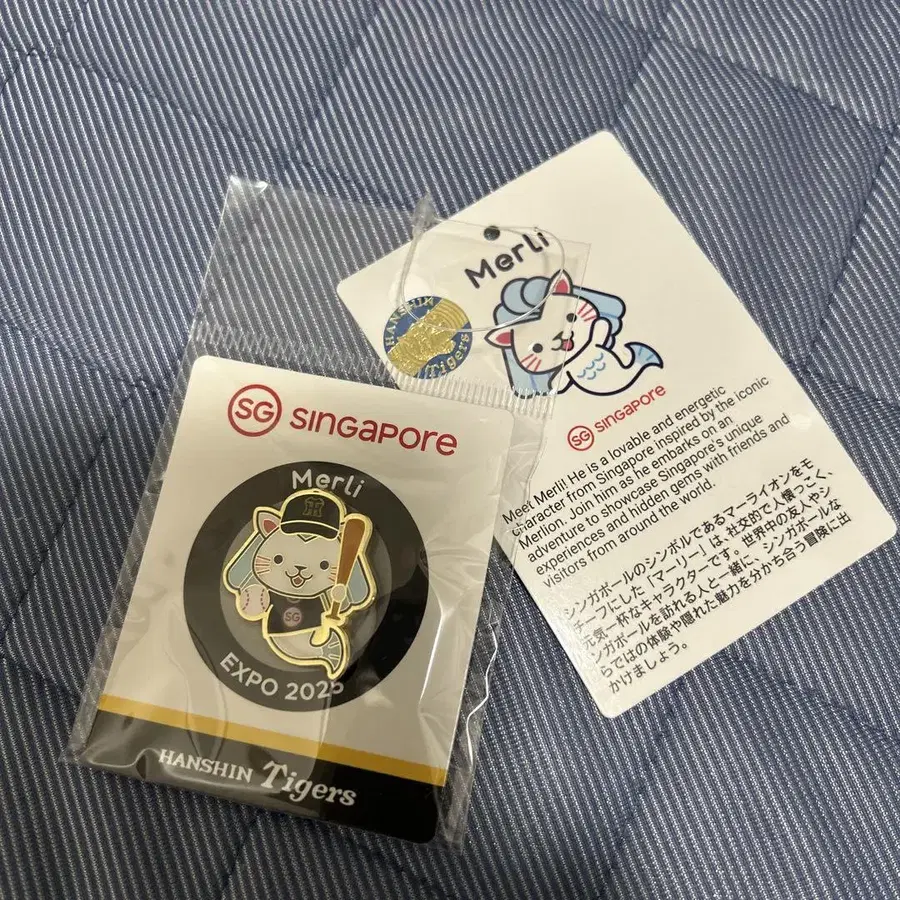 SG SINGAPORE
Merli
SG
EXPO 2025
HANSHIN Tigers
HANSHIN
Tigers
Merli
SG SINGAPORE
Meet Merli! He is a lovable and energetic
character from Singapore inspired by the iconic
Merlion. Join him as he embarks on an
adventure to showcase Singapore's unique
experiences and hidden gems with friends and
visitors from around the world.
シンガポールのシンボルであるマーライオンをモ
チーフにした「マーリー」は、社交的で人懐っこく、
元気一杯なキャラクターです。世界中の友人やシ
ンガポールを訪れる人と一緒に、シンガポールな
らではの体験や隠れた魅力を分かち合う冒険に出
かけましょう。